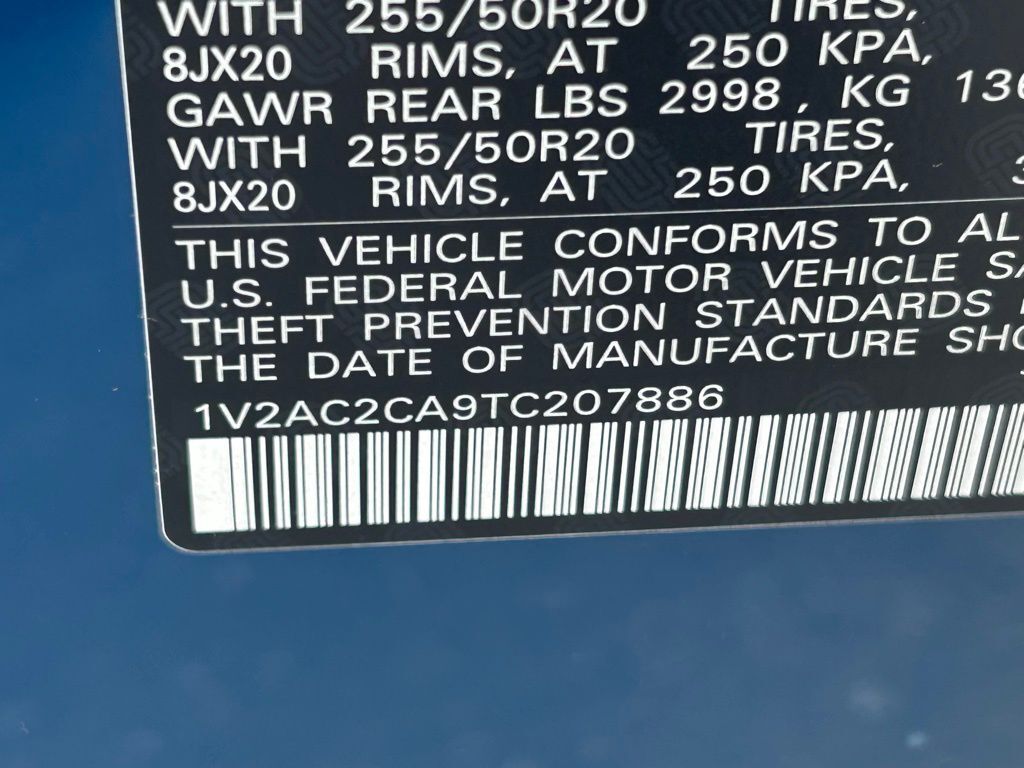 WITH 255/50R20 TIRES,
8JX20 RIMS, AT 250 KPA,
GAWR REAR LBS 2998, KG
WITH 255/50R20 TIRES,
8JX20 RIMS, AT 250 KPA,
THIS VEHICLE CONFORMS TO
U.S. FEDERAL MOTOR VEHICLE
THEFT PREVENTION STANDARDS
THE DATE OF MANUFACTURE
1V2AC2CA9TC207886